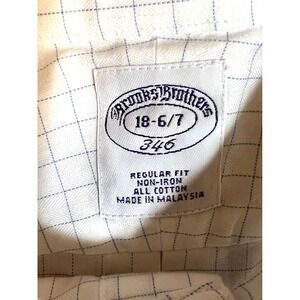 Brooks Brothers
18-6/7
346
REGULAR FIT
NON-IRON
ALL COTTON
MADE IN MALAYSIA